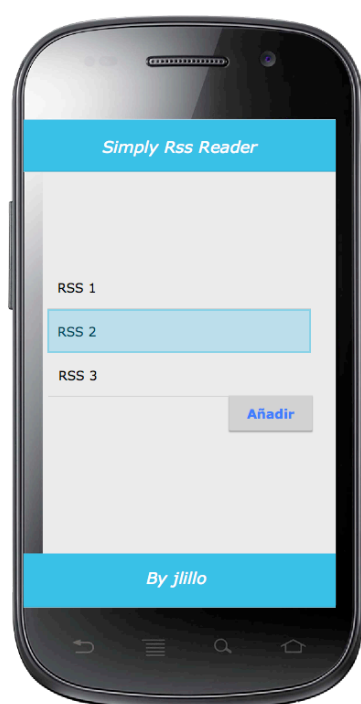 Simply Rss Reader
RSS 1
RSS 2
RSS 3
Añadir
By jlillo